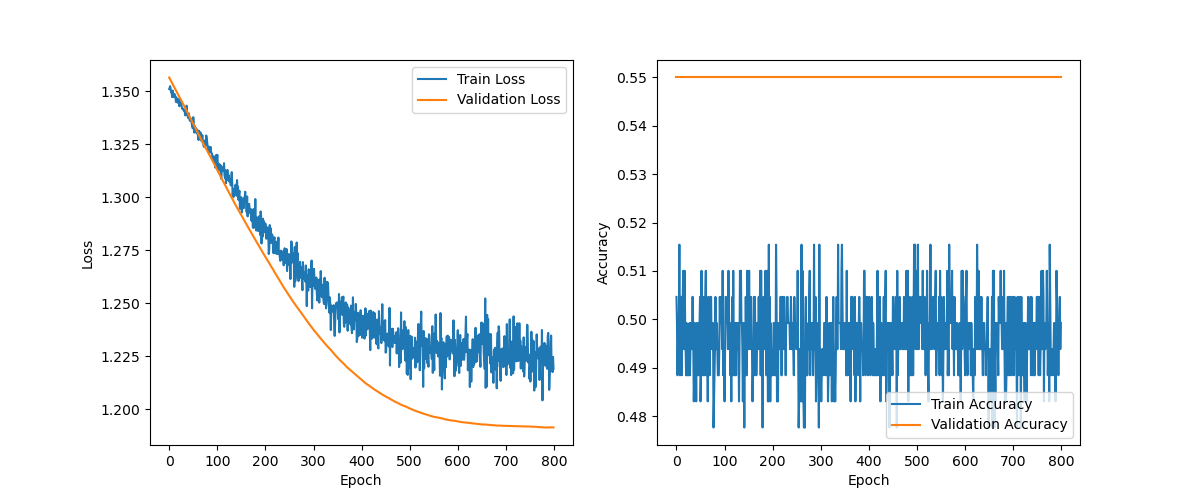 Train Loss
Validation Loss
1.350
1.325
1.300
1.275
1.250
1.225
1.200
Loss
0 100 200 300 400 500 600 700 800
Epoch
0.55
0.54
0.53
0.52
0.51
0.50
0.49
0.48
Accuracy
Train Accuracy
Validation Accuracy
0 100 200 300 400 500 600 700 800
Epoch